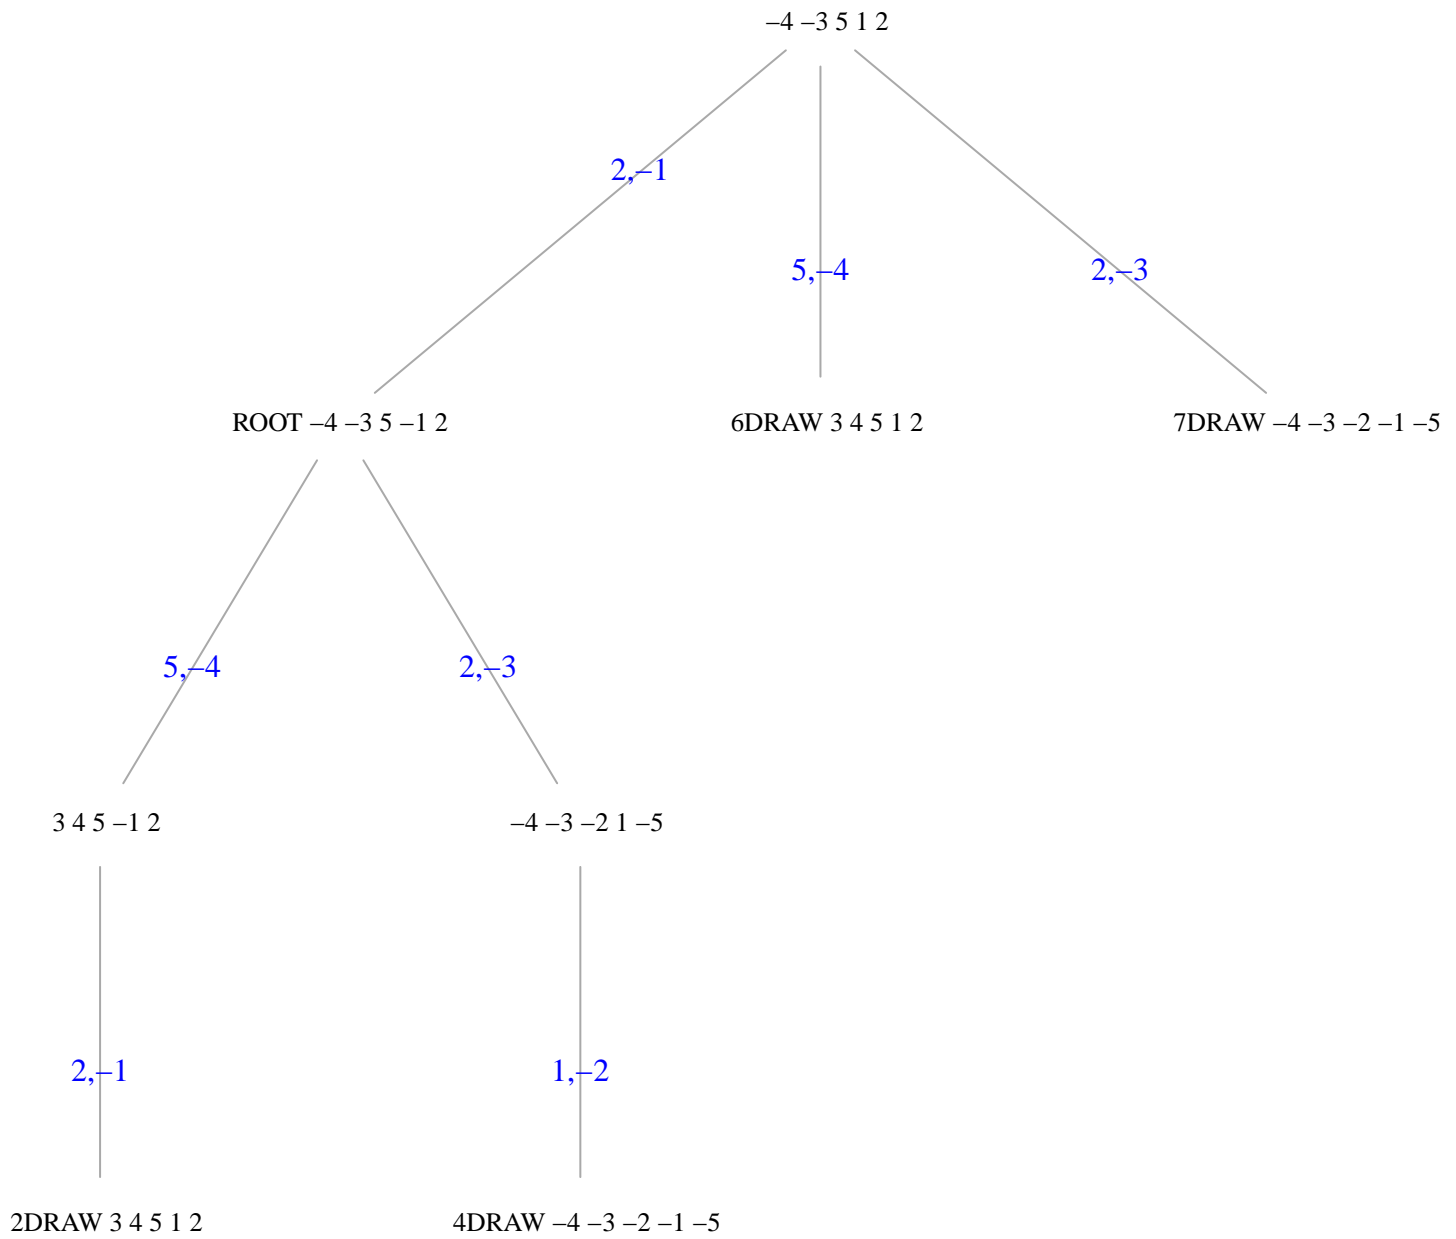 –4 –3 5 1 2
2,–1
5,–4
2,–3
ROOT –4 –3 5 –1 2
6DRAW 3 4 5 1 2
7DRAW –4 –3 –2 –1 –5
5,–4
2,–3
3 4 5 –1 2
–4 –3 –2 1 –5
2,–1
1,–2
2DRAW 3 4 5 1 2
4DRAW –4 –3 –2 –1 –5